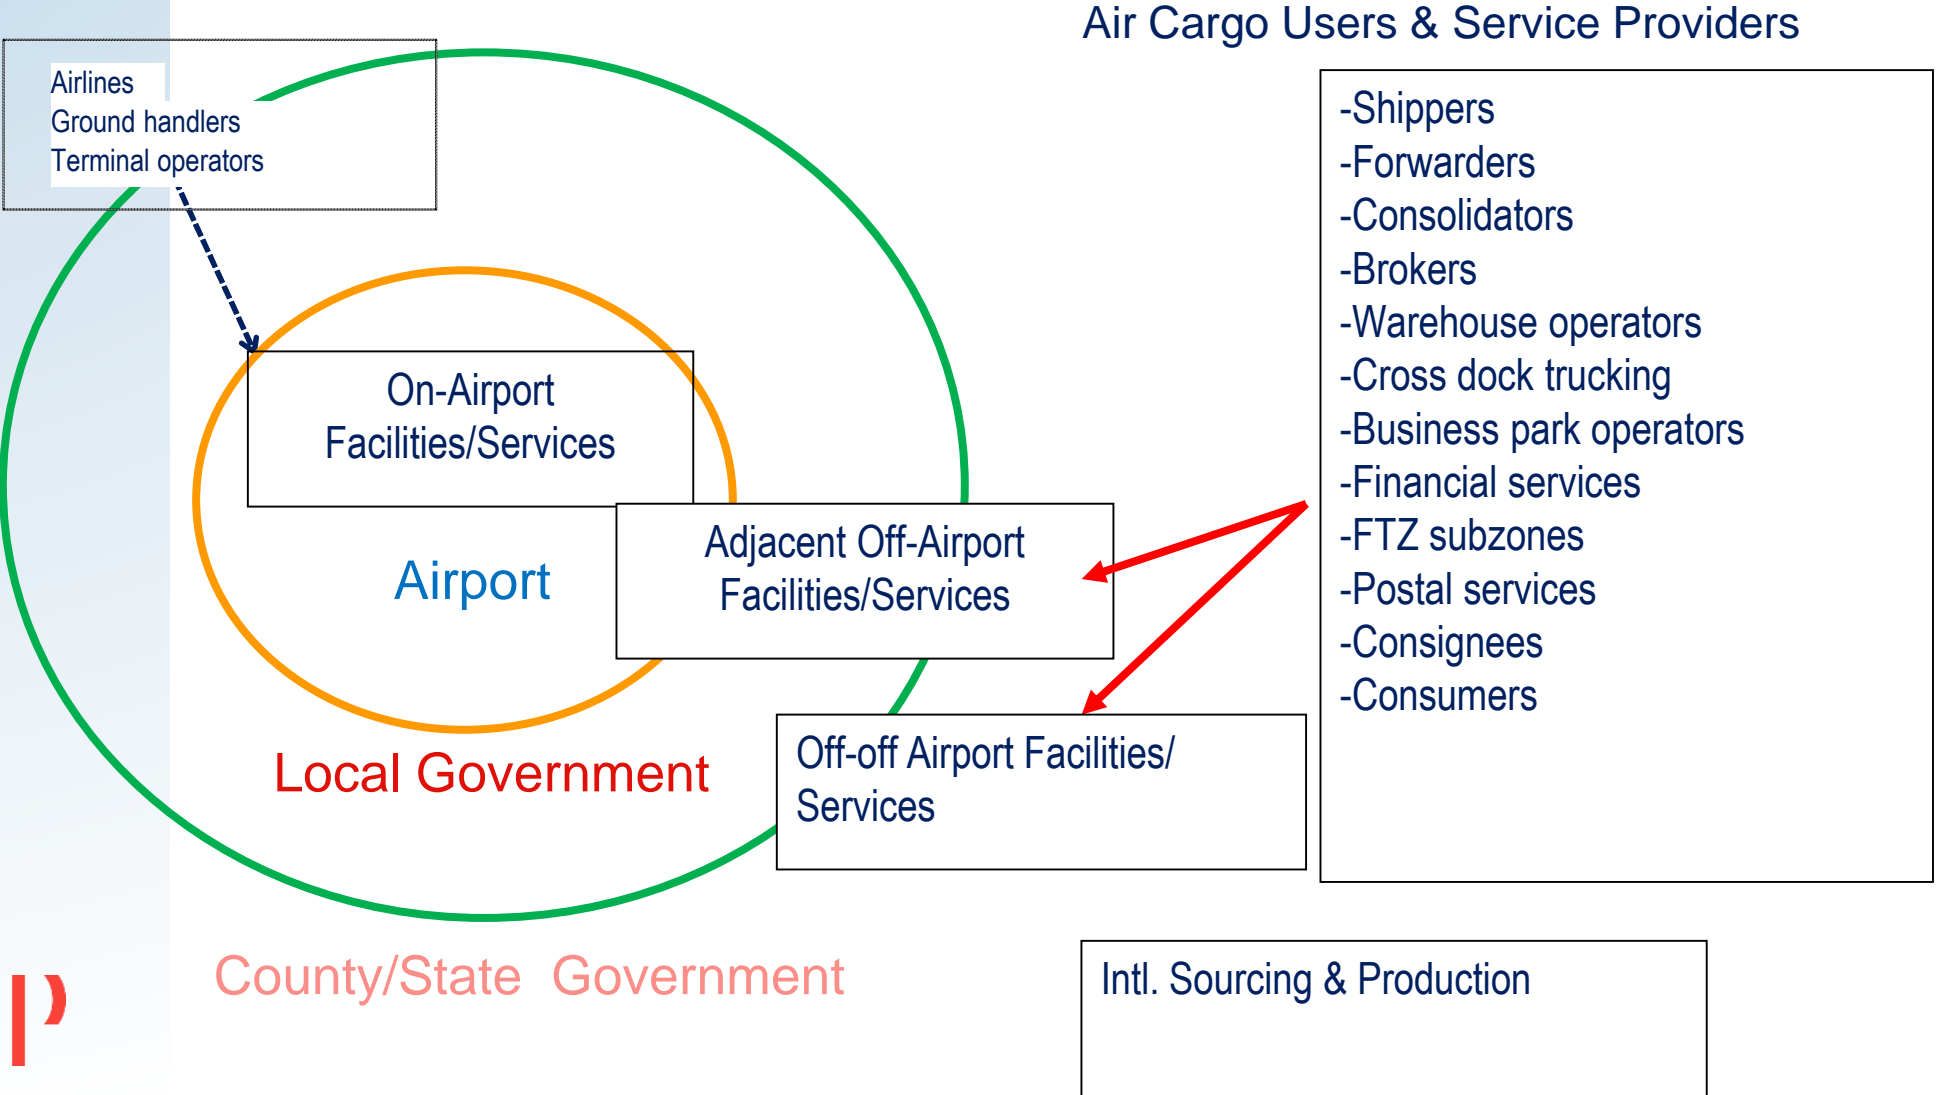 Air Cargo Users & Service Providers
Airlines
Ground handlers
Terminal operators
-Shippers
-Forwarders
-Consolidators
-Brokers
-Warehouse operators
-Cross dock trucking
-Business park operators
-Financial services
-FTZ subzones
-Postal services
-Consignees
-Consumers
On-Airport
Facilities/Services
Adjacent Off-Airport
Facilities/Services
Airport
Off-off Airport Facilities/
Services
Local Government
County/State  Government
Intl. Sourcing & Production